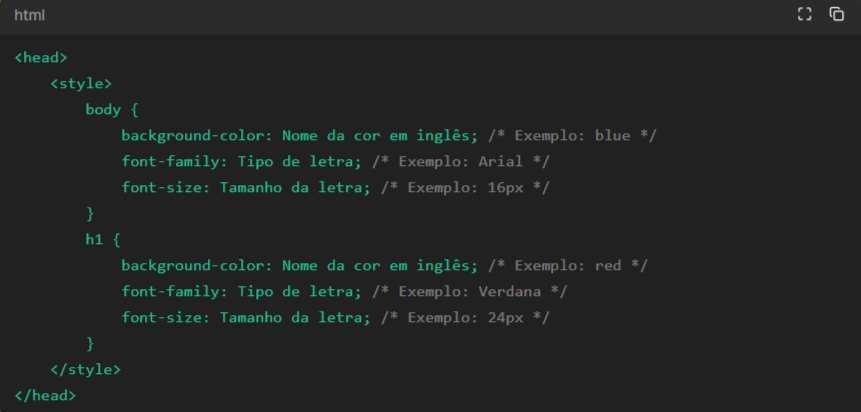 html
<head>
<style>
body {
background-color: Nome da cor em inglês; /* Exemplo: blue */
font-family: Tipo de letra; /* Exemplo: Arial */
font-size: Tamanho da letra; /* Exemplo: 16px */
}
h1 {
background-color: Nome da cor em inglês; /* Exemplo: red */
font-family: Tipo de letra; /* Exemplo: Verdana */
font-size: Tamanho da letra; /* Exemplo: 24px */
}
</style>
</head>